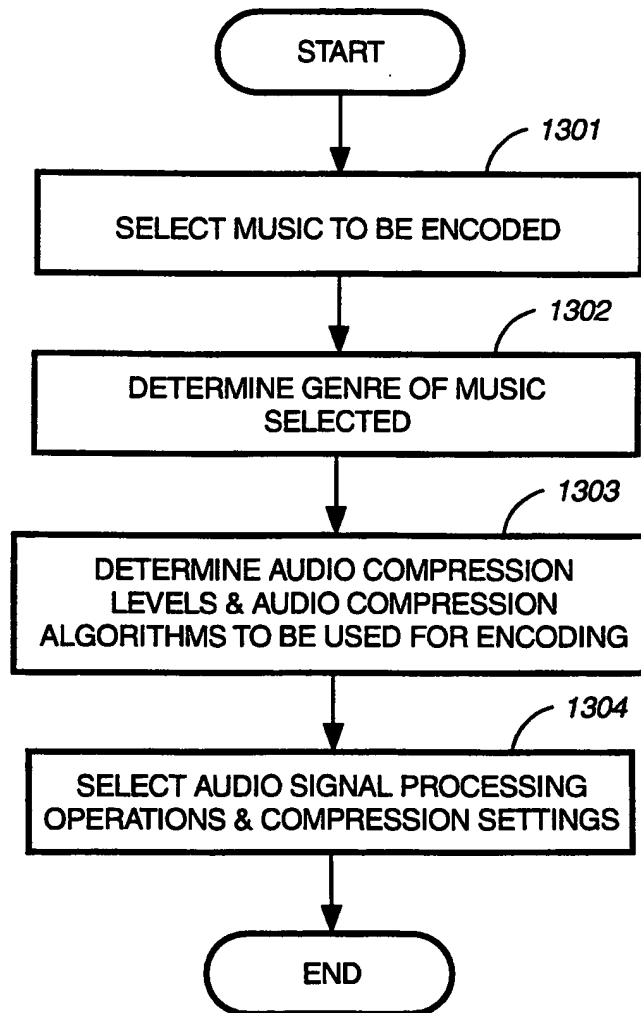 START
1301
SELECT MUSIC TO BE ENCODED
1302
DETERMINE GENRE OF MUSIC
SELECTED
1303
DETERMINE AUDIO COMPRESSION
LEVELS & AUDIO COMPRESSION
ALGORITHMS TO BE USED FOR ENCODING
1304
SELECT AUDIO SIGNAL PROCESSING
OPERATIONS & COMPRESSION SETTINGS
END